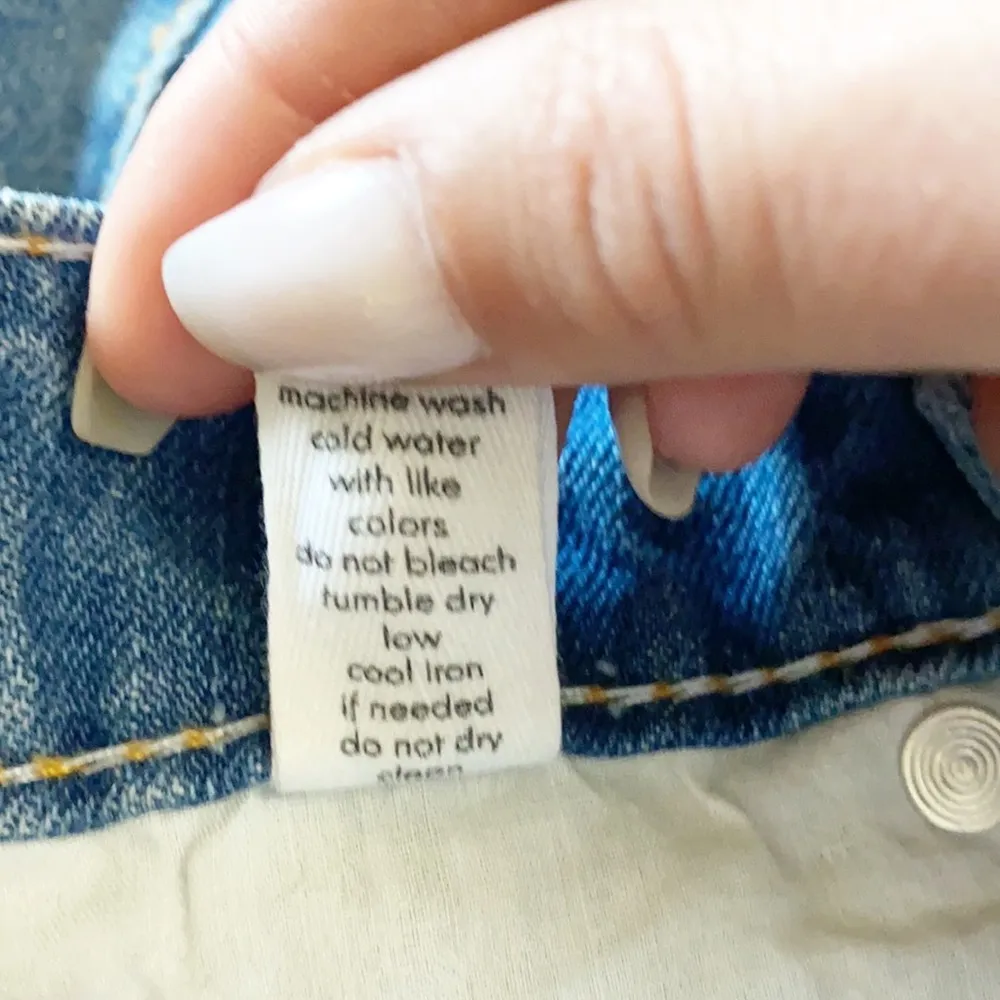 machine wash
cold water
with like
colors
do not bleach
tumble dry
low
cool iron
if needed
do not dry
clean